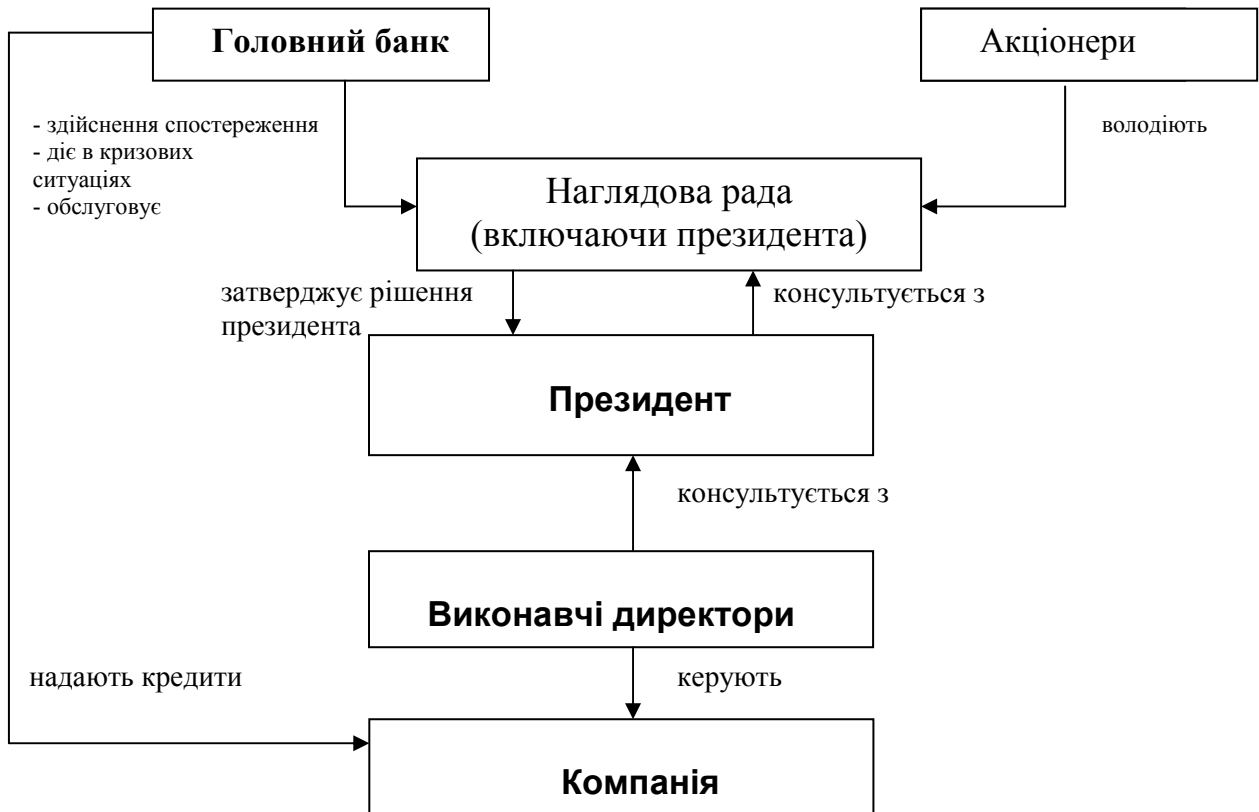 Головний банк
Акціонери
- здійснення спостереження
- діє в кризових
ситуаціях
- обслуговує
володіють
Наглядова рада
(включаючи президента)
затверджує рішення
президента
консультується з
Президент
консультується з
Виконавчі директори
надають кредити
керують
Компанія